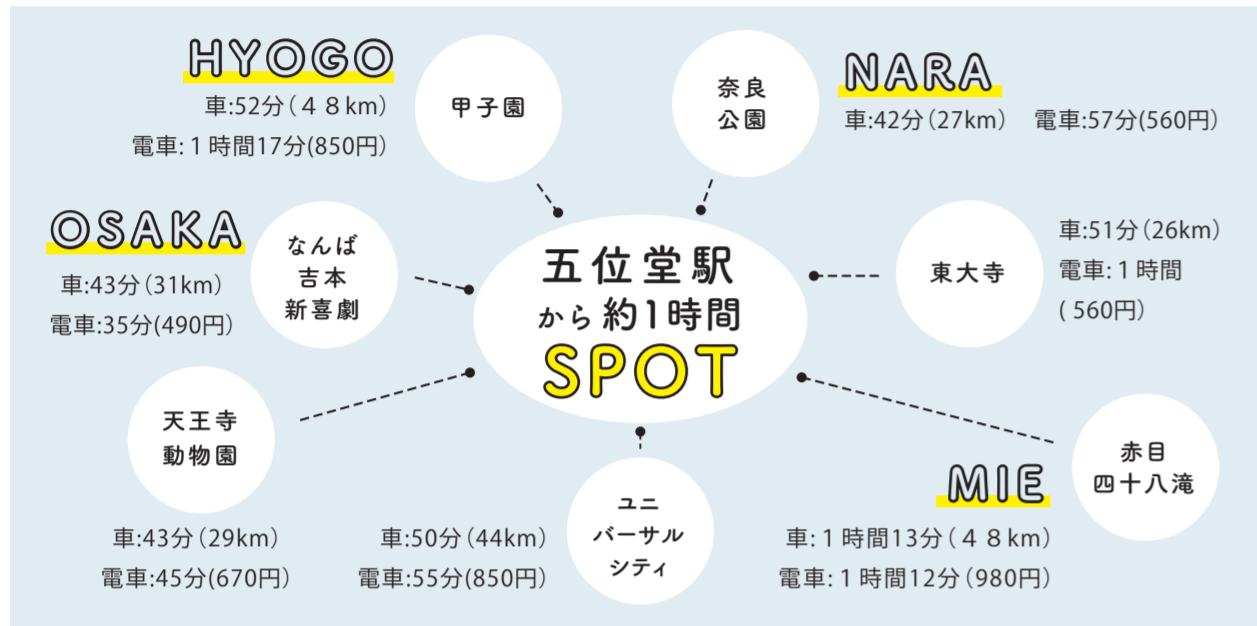 HYOGO
車:52分（４８km）
電車:１時間17分(850円)
甲子園
奈良
公園
NARA
車:42分（27km） 電車:57分(560円)
OSAKA
車:43分（31km）
電車:35分(490円)
なんば
吉本
新喜劇
五位堂駅
から約1時間
SPOT
東大寺
車:51分（26km）
電車:１時間
( 560円)
天王寺
動物園
車:43分（29km）
電車:45分(670円)
車:50分（44km）
電車:55分(850円)
ユニ
バーサル
シティ
MIE
車:１時間13分（４８km）
電車:１時間12分（980円）
赤目
四十八滝